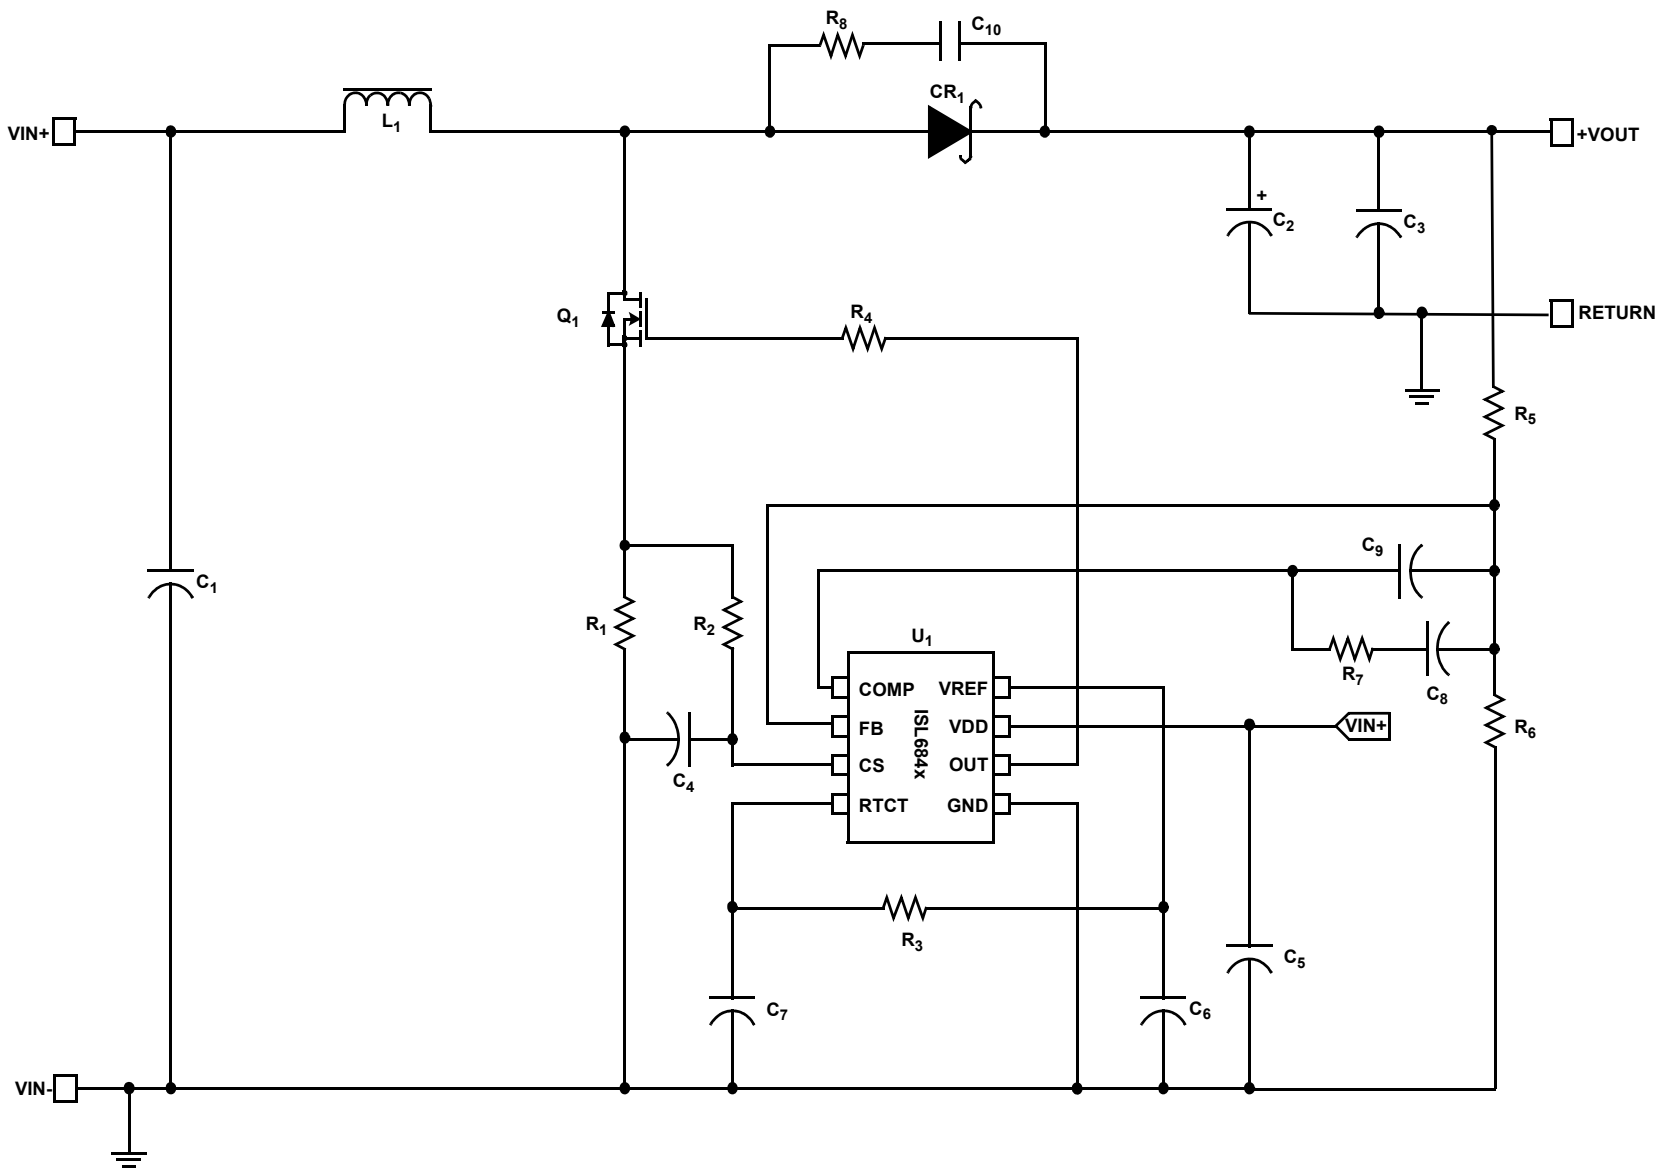 R8
C10
CR1
VIN+
L1
+VOUT
+
C2
C3
Q1
R4
RETURN
R5
C9
C1
R1
R2
U1
R7
C8
COMP
VREF
FB
VDD
VIN+
R6
ISL684x
CS
OUT
C4
RTCT
GND
R3
C5
C7
C6
VIN-